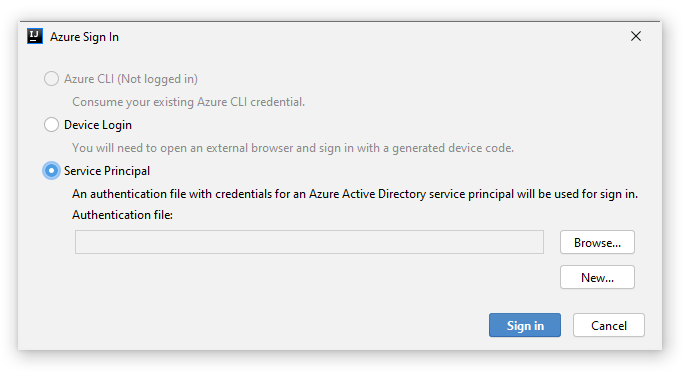 IJ
Azure Sign In
Azure CLI (Not logged in)
Consume your existing Azure CLI credential.
Device Login
You will need to open an external browser and sign in with a generated device code.
Service Principal
An authentication file with credentials for an Azure Active Directory service principal will be used for sign in.
Authentication file:
Browse...
New...
Sign in
Cancel